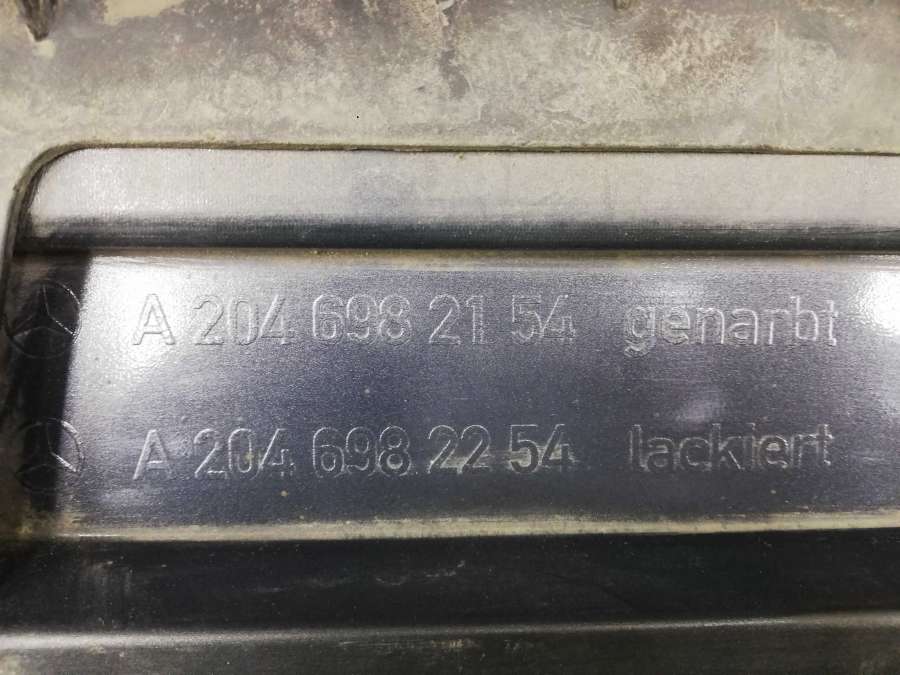 A 204 698 21 54 genarbt
A 204 698 22 54 lackiert